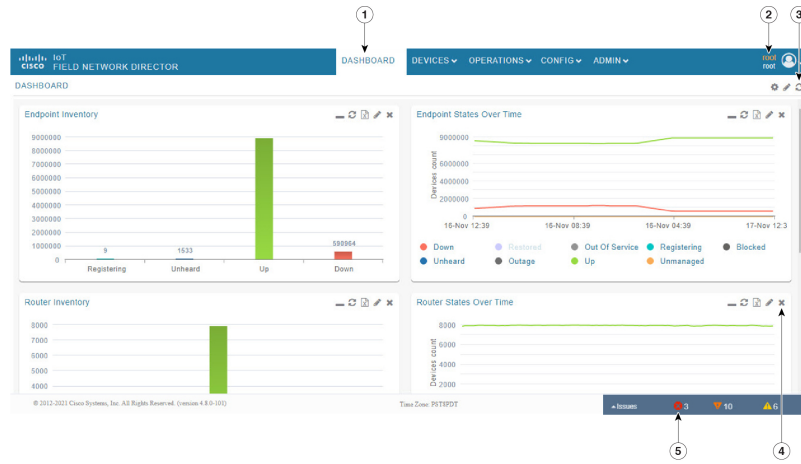 1
2
3
CISCO IoT
FIELD NETWORK DIRECTOR
DASHBOARD
DEVICES
OPERATIONS
CONFIG
ADMIN
root
root
DASHBOARD
Endpoint Inventory
9000000
8000000
7000000
6000000
5000000
4000000
3000000
2000000
1000000
0
9
1533
598954
Registering
Unheard
Up
Down
Endpoint States Over Time
Devices count
9000000
6000000
4000000
2000000
0
16-Nov 12:39
16-Nov 08:39
16-Nov 04:39
17-Nov 12:3
Down
Restored
Out Of Service
Registering
Blocked
Unheard
Outage
Up
Unmanaged
Router Inventory
8000
7000
6000
5000
4000
Router States Over Time
Devices count
8000
6000
4000
2000
© 2012-2021 Cisco Systems, Inc. All Rights Reserved. (version 4.8.0-101)
Time Zone: PST8PDT
Issues
3
10
6
5
4